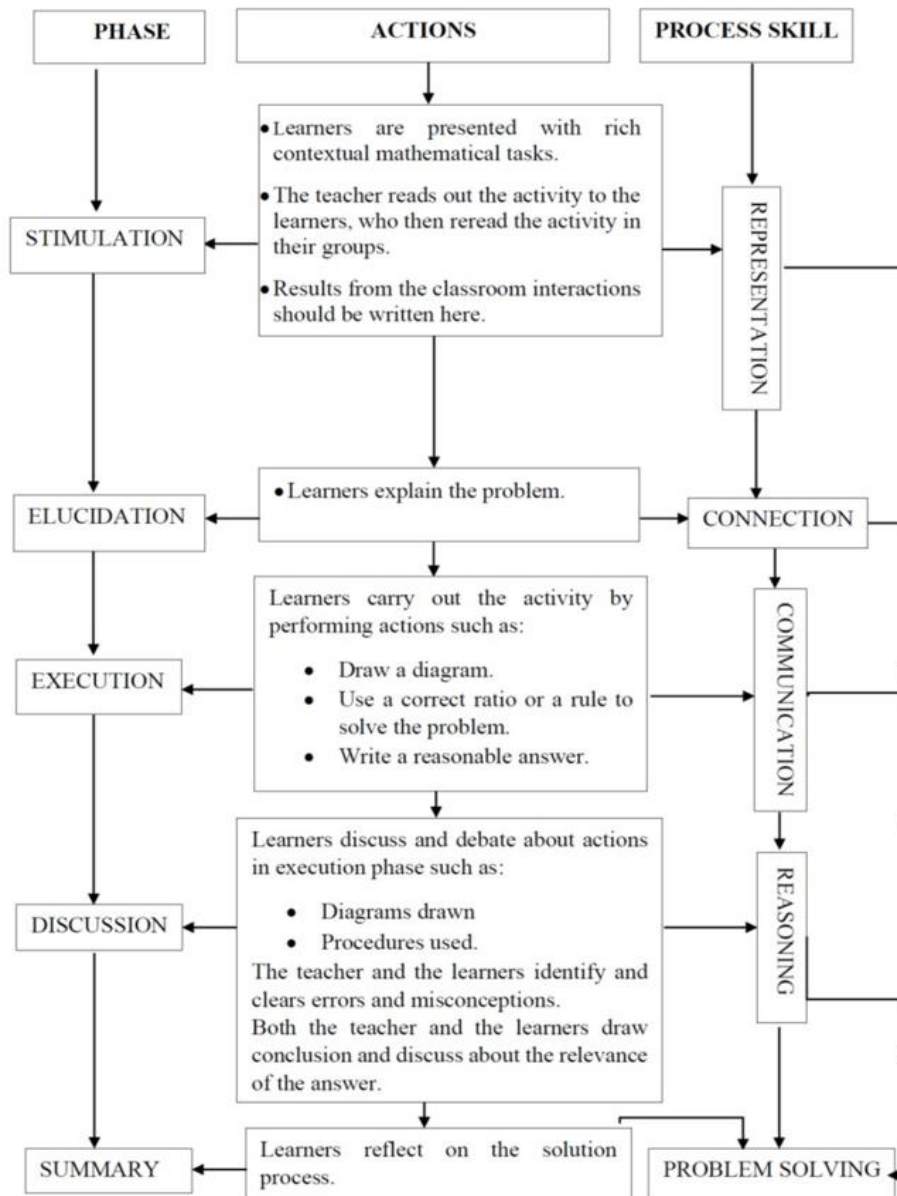 PHASE
ACTIONS
PROCESS SKILL
• Learners are presented with rich
contextual mathematical tasks.
• The teacher reads out the activity to the
learners, who then reread the activity in
their groups.
• Results from the classroom interactions
should be written here.
STIMULATION
REPRESENTATION
• Learners explain the problem.
ELUCIDATION
CONNECTION
Learners carry out the activity by
performing actions such as:
• Draw a diagram.
• Use a correct ratio or a rule to
solve the problem.
• Write a reasonable answer.
EXECUTION
COMMUNICATION
Learners discuss and debate about actions
in execution phase such as:
• Diagrams drawn
• Procedures used.
The teacher and the learners identify and
clears errors and misconceptions.
Both the teacher and the learners draw
conclusion and discuss about the relevance
of the answer.
DISCUSSION
REASONING
Learners reflect on the solution
process.
SUMMARY
PROBLEM SOLVING